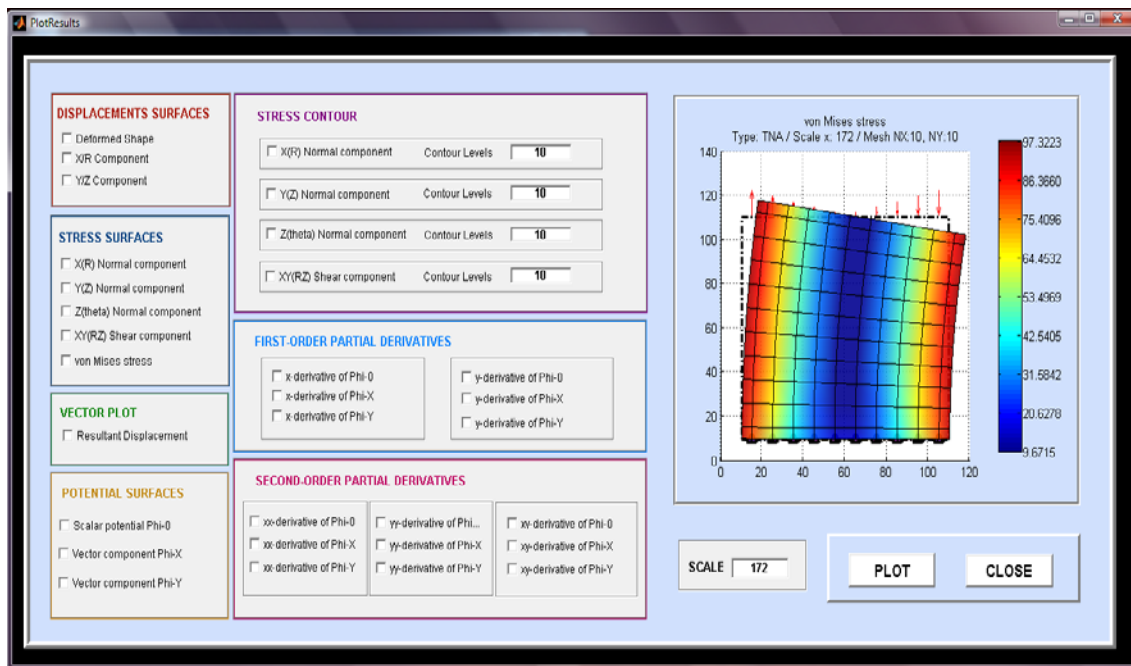 PlotResults
DISPLACEMENTS SURFACES
Deformed Shape
X/R Component
Y/Z Component
STRESS SURFACES
X(R) Normal component
Y(Z) Normal component
Z(theta) Normal component
XY(RZ) Shear component
von Mises stress
VECTOR PLOT
Resultant Displacement
POTENTIAL SURFACES
Scalar potential Phi-0
Vector component Phi-X
Vector component Phi-Y
STRESS CONTOUR
X(R) Normal component Contour Levels 10
Y(Z) Normal component Contour Levels 10
Z(theta) Normal component Contour Levels 10
XY(RZ) Shear component Contour Levels 10
FIRST-ORDER PARTIAL DERIVATIVES
x-derivative of Phi-0
x-derivative of Phi-X
x-derivative of Phi-Y
y-derivative of Phi-0
y-derivative of Phi-X
y-derivative of Phi-Y
SECOND-ORDER PARTIAL DERIVATIVES
xx-derivative of Phi-0
xx-derivative of Phi-X
xx-derivative of Phi-Y
yy-derivative of Phi...
yy-derivative of Phi-X
yy-derivative of Phi-Y
xy-derivative of Phi-0
xy-derivative of Phi-X
xy-derivative of Phi-Y
von Mises stress
Type: TNA / Scale x: 172 / Mesh NX:10, NY:10
140
120
100
80
60
40
20
0
0 20 40 60 80 100 120
97.3223
86.3660
75.4096
64.4532
53.4969
42.5405
31.5842
20.6278
9.6715
SCALE 172
PLOT
CLOSE